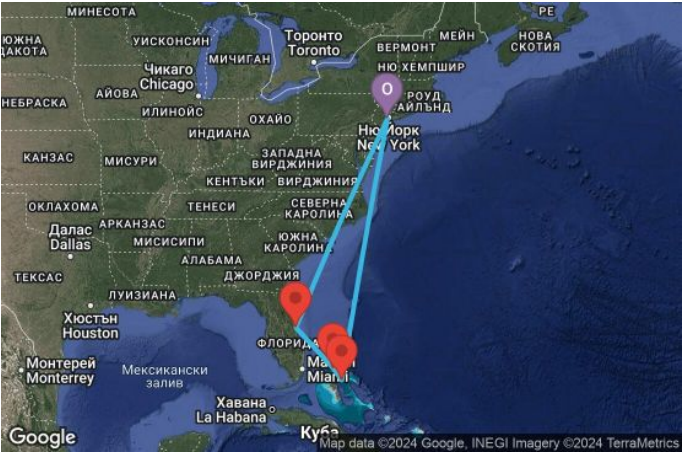 МИНЕСОТА
РЕ
ЮЖНА
ДАКОТА
УИСКОНСИН
Торонто
Toronto
МЕЙН
НОВА
СКОТИЯ
ВЕРМОНТ
МИЧИГАН
НЮ ХЕМПШИР
Чикаго
Chicago
О
РОУД
АЙЛЪНД
НЕБРАСКА
АЙОВА
ИЛИНОЙС
ОХАЙО
Ню Йорк
New York
ИНДИАНА
КАНЗАС
МИСУРИ
ЗАПАДНА
ВИРДЖИНИЯ
КЕНТЪКИ
ВИРДЖИНИЯ
ОКЛАХОМА
ТЕНЕСИ
СЕВЕРНА
КАРОЛИНА
Далас
Dallas
АРКАНЗАС
МИСИСИПИ
ЮЖНА
КАРОЛИНА
АЛАБАМА
ТЕКСАС
ДЖОРДЖИЯ
ЛУИЗИАНА
Хюстън
Houston
ФЛОРИДА
Монтерей
Monterrey
Мексикански
залив
Miami
Хавана
La Habana
Куба
Google
Map data ©2024 Google, INEGI Imagery ©2024 TerraMetrics